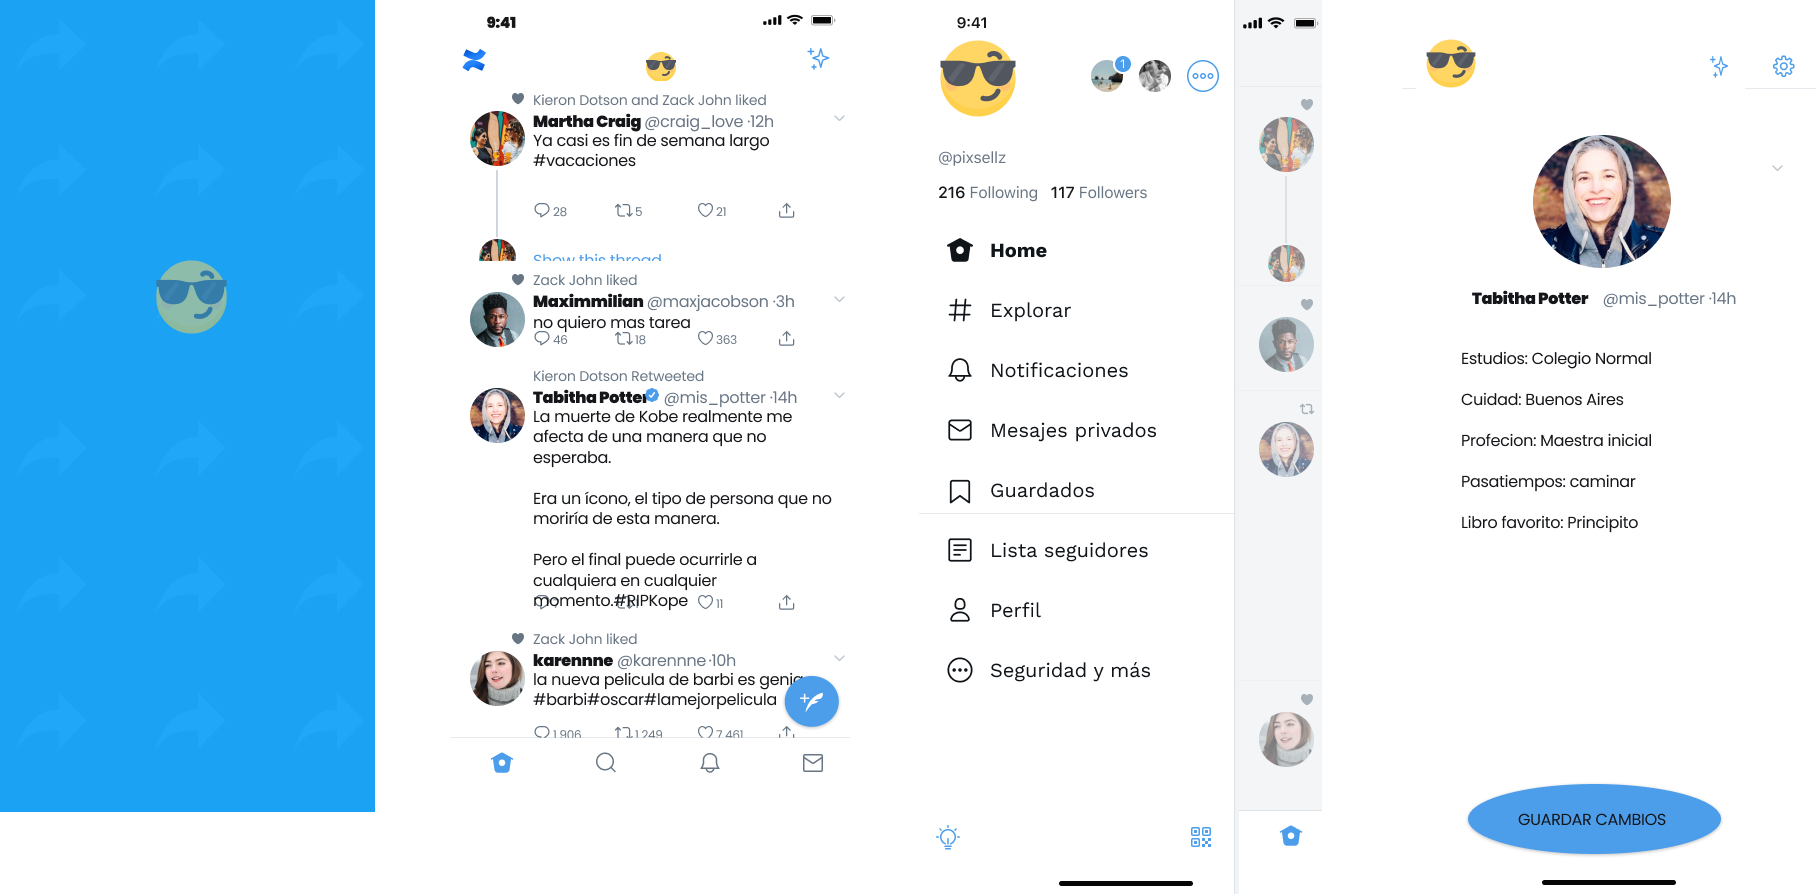 9:41
Kieron Dotson and Zack John liked
Martha Craig @craig_love ·12h
Ya casi es fin de semana largo
#vacaciones
28 5 21
Show this thread
Zack John liked
Maximmilian @maxjacobson ·3h
no quiero mas tarea
46 18 363
Kieron Dotson Retweeted
Tabitha Potter @mis_potter ·14h
La muerte de Kobe realmente me
afecta de una manera que no
esperaba.
Era un ícono, el tipo de persona que no
moriría de esta manera.
Pero el final puede ocurrirle a
cualquiera en cualquier
momento.#RIPKope
11
Zack John liked
karennne @karennne ·10h
la nueva pelicula de barbi es
#barbi#oscar#lamejorpelicula
1,906 1,249 7,461
9:41
1
@pixsellz
216 Following 117 Followers
Home
Explorar
Notificaciones
Mesajes privados
Guardados
Lista seguidores
Perfil
Seguridad y más
Tabitha Potter @mis_potter ·14h
Estudios: Colegio Normal
Cuidad: Buenos Aires
Profecion: Maestra inicial
Pasatiempos: caminar
Libro favorito: Principito
GUARDAR CAMBIOS